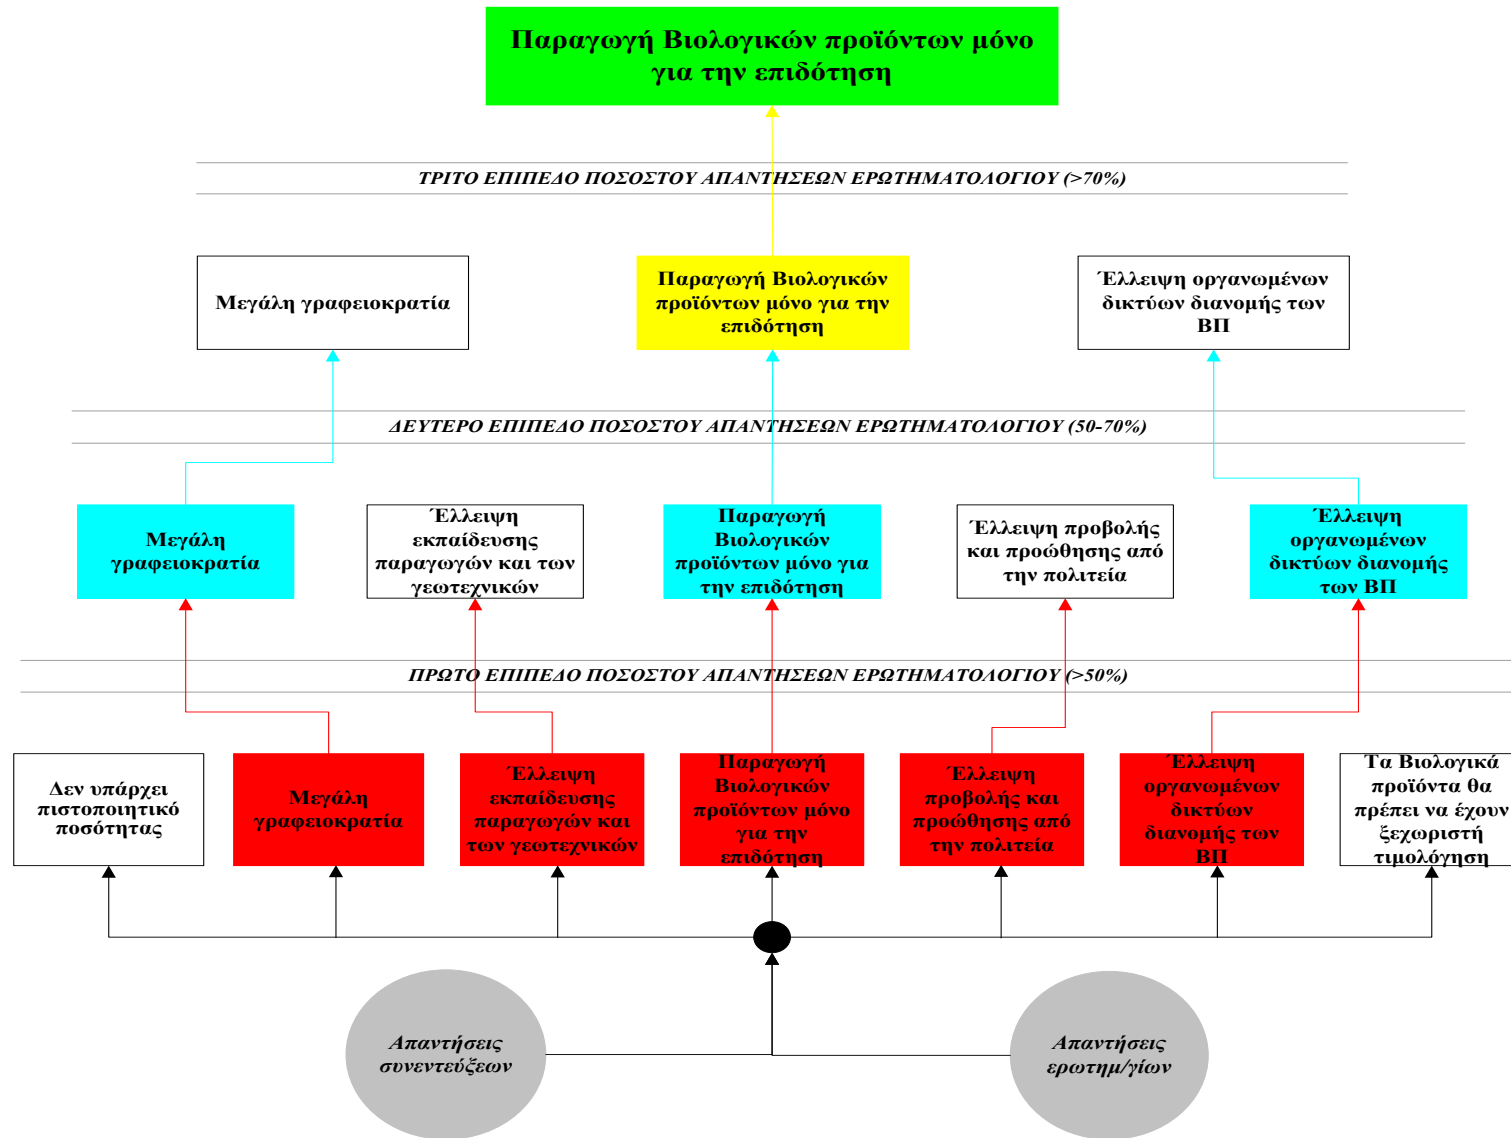 Παραγωγή Βιολογικών προϊόντων μόνο
για την επιδότηση
ΤΡΙΤΟ ΕΠΙΠΕΔΟ ΠΟΣΟΣΤΟΥ ΑΠΑΝΤΗΣΕΩΝ ΕΡΩΤΗΜΑΤΟΛΟΓΙΟΥ (>70%)
Μεγάλη γραφειοκρατία
Παραγωγή Βιολογικών
προϊόντων μόνο για την
επιδότηση
Έλλειψη οργανωμένων
δικτύων διανομής των
ΒΠ
ΔΕΥΤΕΡΟ ΕΠΙΠΕΔΟ ΠΟΣΟΣΤΟΥ ΑΠΑΝΤΗΣΕΩΝ ΕΡΩΤΗΜΑΤΟΛΟΓΙΟΥ (50-70%)
Μεγάλη
γραφειοκρατία
Έλλειψη
εκπαίδευσης
παραγωγών και των
γεωτεχνικών
Παραγωγή
Βιολογικών
προϊόντων μόνο για
την επιδότηση
Έλλειψη προβολής
και προώθησης από
την πολιτεία
Έλλειψη
οργανωμένων
δικτύων διανομής
των ΒΠ
ΠΡΩΤΟ ΕΠΙΠΕΔΟ ΠΟΣΟΣΤΟΥ ΑΠΑΝΤΗΣΕΩΝ ΕΡΩΤΗΜΑΤΟΛΟΓΙΟΥ (>50%)
Δεν υπάρχει
πιστοποιητικό
ποσότητας
Μεγάλη
γραφειοκρατία
Έλλειψη
εκπαίδευσης
παραγωγών και
των γεωτεχνικών
Παραγωγή
Βιολογικών
προϊόντων μόνο
για την
επιδότηση
Έλλειψη
προβολής και
προώθησης από
την πολιτεία
Έλλειψη
οργανωμένων
δικτύων
διανομής των
ΒΠ
Τα Βιολογικά
προϊόντα θα
πρέπει να έχουν
ξεχωριστή
τιμολόγηση
Απαντήσεις
συνεντεύξεων
Απαντήσεις
ερωτημ/γίων